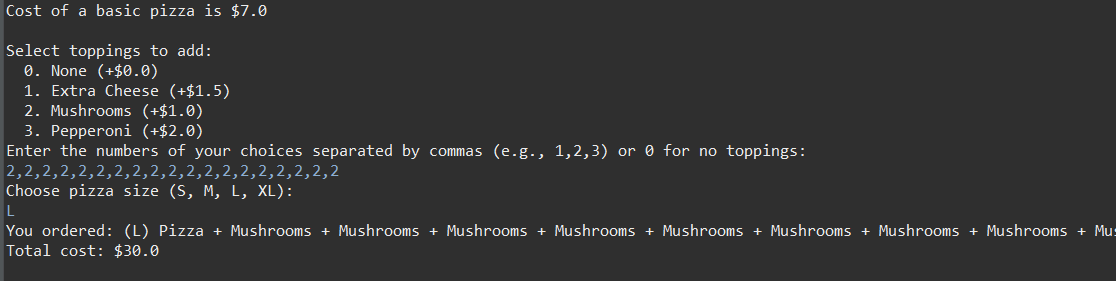 Cost of a basic pizza is $7.0
Select toppings to add:
0. None (+$0.0)
1. Extra Cheese (+$1.5)
2. Mushrooms (+$1.0)
3. Pepperoni (+$2.0)
Enter the numbers of your choices separated by commas (e.g., 1,2,3) or 0 for no toppings:
2,2,2,2,2,2,2,2,2,2,2,2,2,2,2,2,2,2,2
Choose pizza size (S, M, L, XL):
L
You ordered: (L) Pizza + Mushrooms + Mushrooms + Mushrooms + Mushrooms + Mushrooms + Mushrooms + Mushrooms + Mushrooms + Mu
Total cost: $30.0